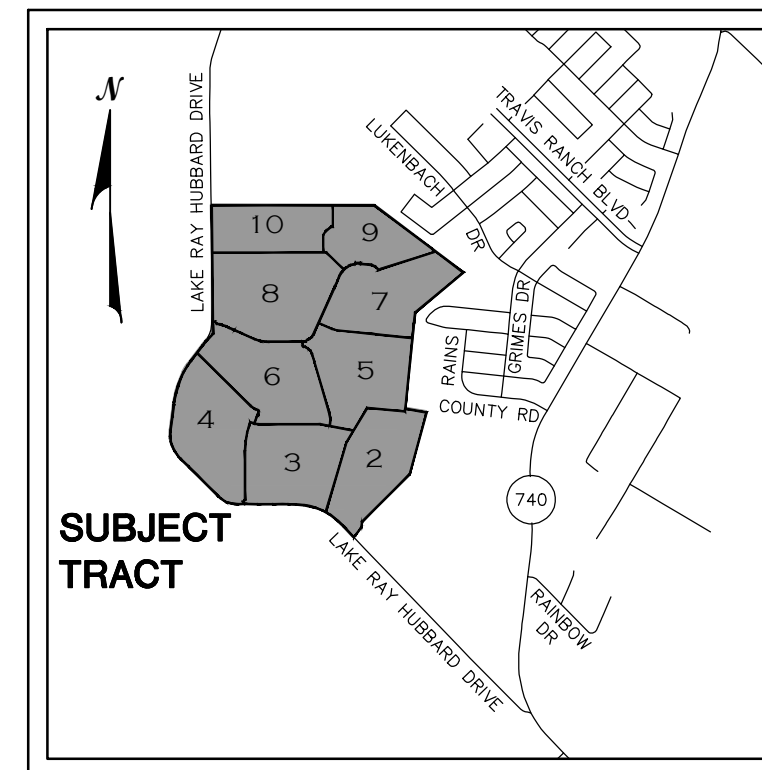 N
LAKE RAY HUBBARD DRIVE
TRAVIS RANCH BLVD
LUKENBACH
DR
10
9
8
7
GRIMES DR
RAINS
COUNTY RD
6
5
4
3
2
740
SUBJECT
TRACT
LAKE RAY HUBBARD DRIVE
RAINBOW
DR